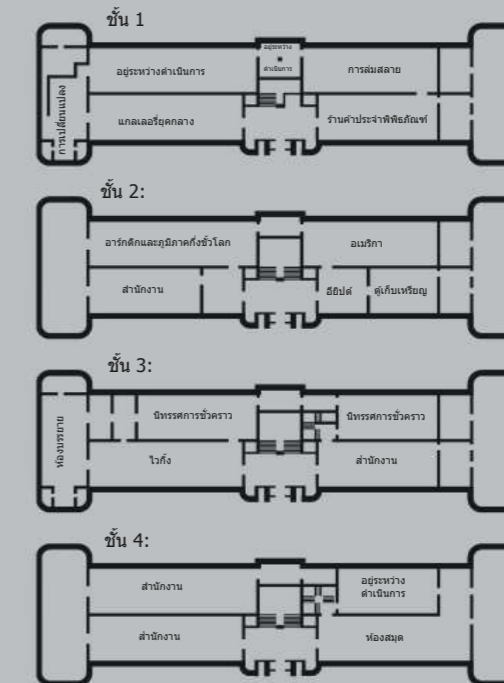 ชั้น 1
อยู่ระหว่าง
ดำเนินการ
อยู่ระหว่างดำเนินการ
การล่มสลาย
การเปลี่ยนแปลง
แกลเลอรี่ยุคกลาง
ร้านค้าประจำพิพิธภัณฑ์
ชั้น 2:
อาร์กติกและภูมิภาคกึ่งขั้วโลก
อเมริกา
สำนักงาน
อียิปต์
ตู้เก็บเหรียญ
ชั้น 3:
ห้องบรรยาย
นิทรรศการชั่วคราว
นิทรรศการชั่วคราว
ไวกิ้ง
สำนักงาน
ชั้น 4:
สำนักงาน
อยู่ระหว่าง
ดำเนินการ
สำนักงาน
ห้องสมุด